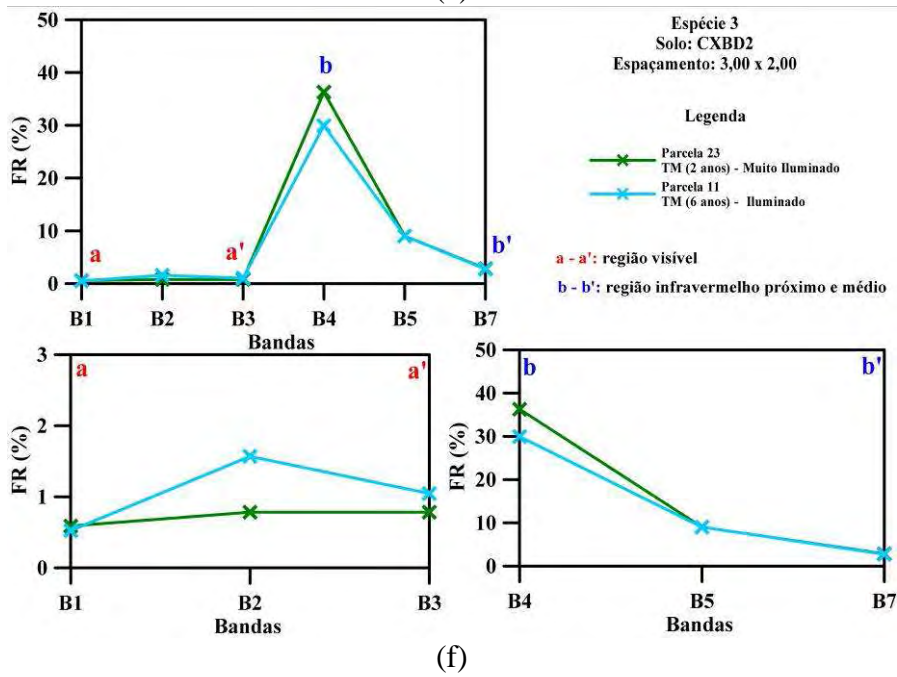 50
40
30
20
10
0
FR (%)
a
a'
b
b'
B1 B2 B3 B4 B5 B7
Bandas
Espécie 3
Solo: CXBD2
Espaçamento: 3,00 x 2,00
Legenda
Parcela 23
TM (2 anos) - Muito Iluminado
Parcela 11
TM (6 anos) - Iluminado
a - a': região visível
b - b': região infravermelho próximo e médio
3
2
1
0
FR (%)
a
a'
B1 B2 B3
Bandas
50
40
30
20
10
0
FR (%)
b
b'
B4 B5 B7
Bandas
(f)